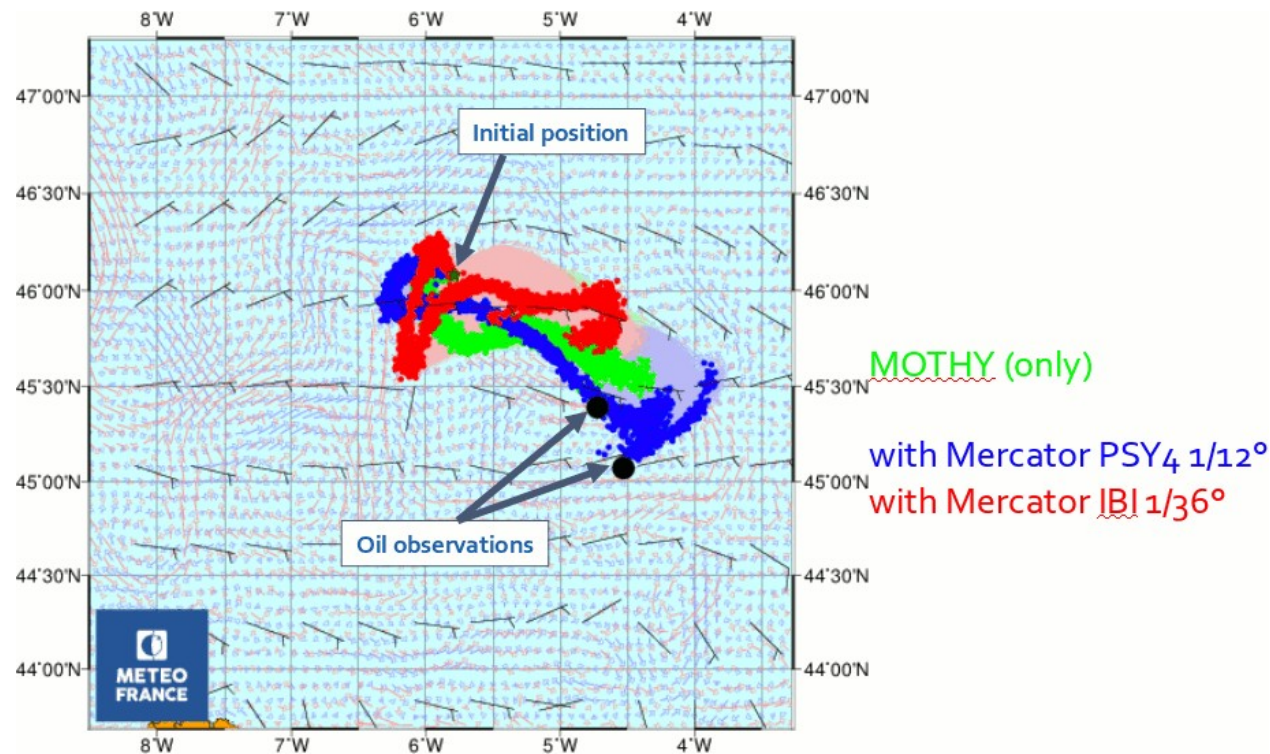 8°W 7°W 6°W 5°W 4°W
47°00'N 47°00'N
Initial position
46°30'N 46°30'N
46°00'N 46°00'N
45°30'N 45°30'N
MOTHY (only)
with Mercator PSY4 1/12°
45°00'N 45°00'N
with Mercator IBI 1/36°
Oil observations
44°30'N 44°30'N
METEO
FRANCE
44°00'N 44°00'N
8°W 7°W 6°W 5°W 4°W